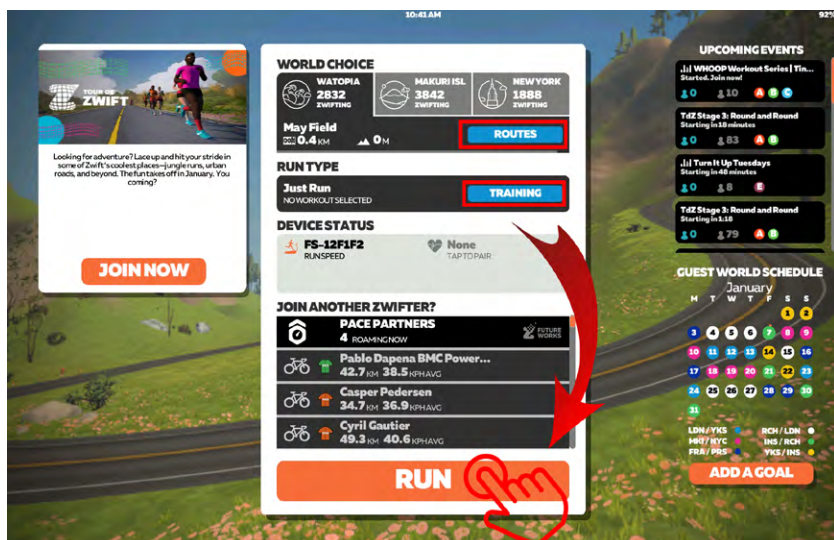 10:41 AM
92%
TOUR DE
ZWIFT
Looking for adventure? Lace up and hit your stride in
some of Zwift's coolest places—jungle runs, urban
roads, and beyond. The fun takes off in January. You
coming?
JOIN NOW
WORLD CHOICE
WATOPIA
2832
ZWIFTING
MAKURI ISL
3842
ZWIFTING
NEW YORK
1888
ZWIFTING
May Field
0.4 KM
0 M
ROUTES
RUN TYPE
Just Run
NO WORKOUT SELECTED
TRAINING
DEVICE STATUS
FS-12F1F2
RUN SPEED
None
TAP TO PAIR
JOIN ANOTHER ZWIFTER?
PACE PARTNERS
4 ROAMING NOW
FUTURE
WORKS
Pablo Dapena BMC Power...
42.7 KM 38.5 KPH AVG
Casper Pedersen
34.7 KM 36.9 KPH AVG
Cyril Gautier
49.3 KM 40.6 KPH AVG
RUN
UPCOMING EVENTS
WHOOP Workout Series | Tin...
Started. Join now!
0 10 A B C
TdZ Stage 3: Round and Round
Starting in 18 minutes
0 83 A B
Turn It Up Tuesdays
Starting in 48 minutes
0 8 E
TdZ Stage 3: Round and Round
Starting in 1:18
0 79 A B
GUEST WORLD SCHEDULE
January
M T W T F S S
1 2
3 4 5 6 7 8 9
10 11 12 13 14 15 16
17 18 19 20 21 22 23
24 25 26 27 28 29 30
31
LDN / YKS RCH / LDN
MKI / NYC INS / RCH
FRA / PRS YKS / INS
ADD A GOAL